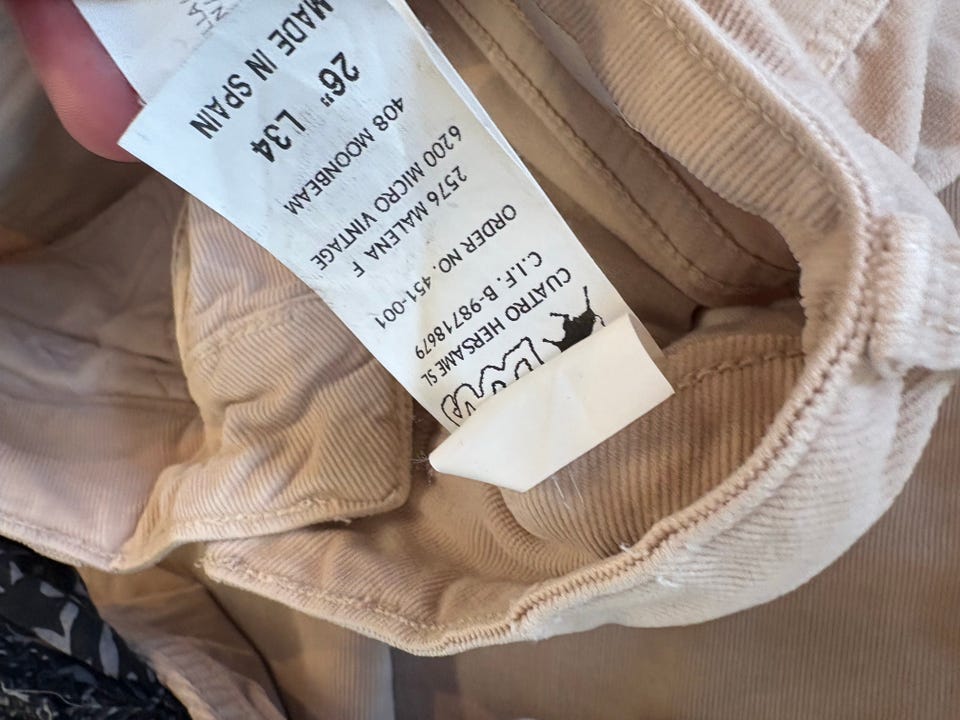 CUATRO HERSAME SL
C.I.F. B-98718679
ORDER NO. 451-001
2576 MALENA F
6200 MICRO VINTAGE
408 MOONBEAM
26" L34
MADE IN SPAIN